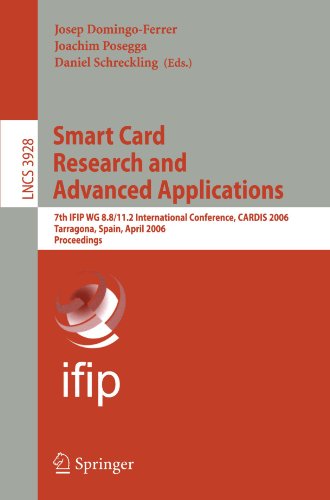 Josep Domingo-Ferrer
Joachim Posegga
Daniel Schreckling (Eds.)
LNCS 3928
Smart Card
Research and
Advanced Applications
7th IFIP WG 8.8/11.2 International Conference, CARDIS 2006
Tarragona, Spain, April 2006
Proceedings
ifip
Springer